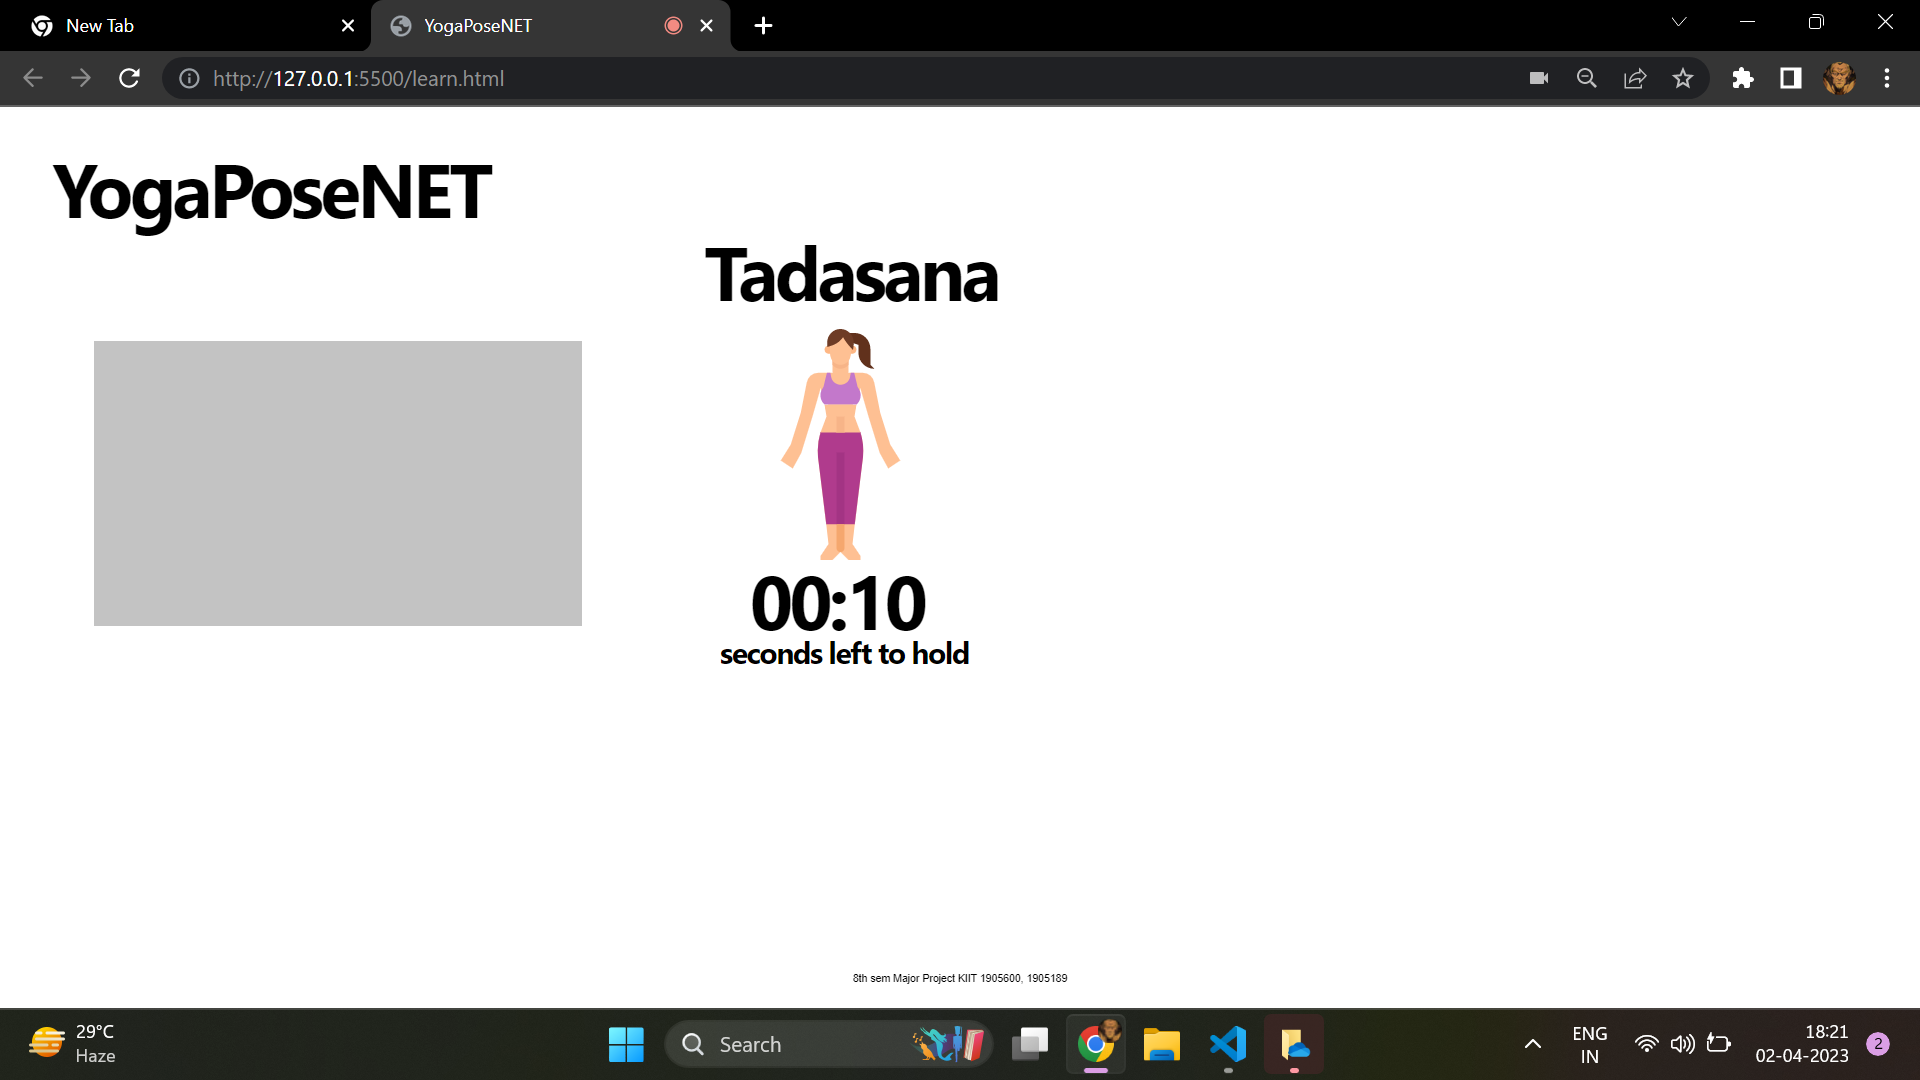 New Tab
YogaPoseNET
http://127.0.0.1:5500/learn.html
YogaPoseNET
Tadasana
00:10
seconds left to hold
8th sem Major Project KIIT 1905600, 1905189
29°C
Haze
Search
ENG
IN
18:21
02-04-2023
2